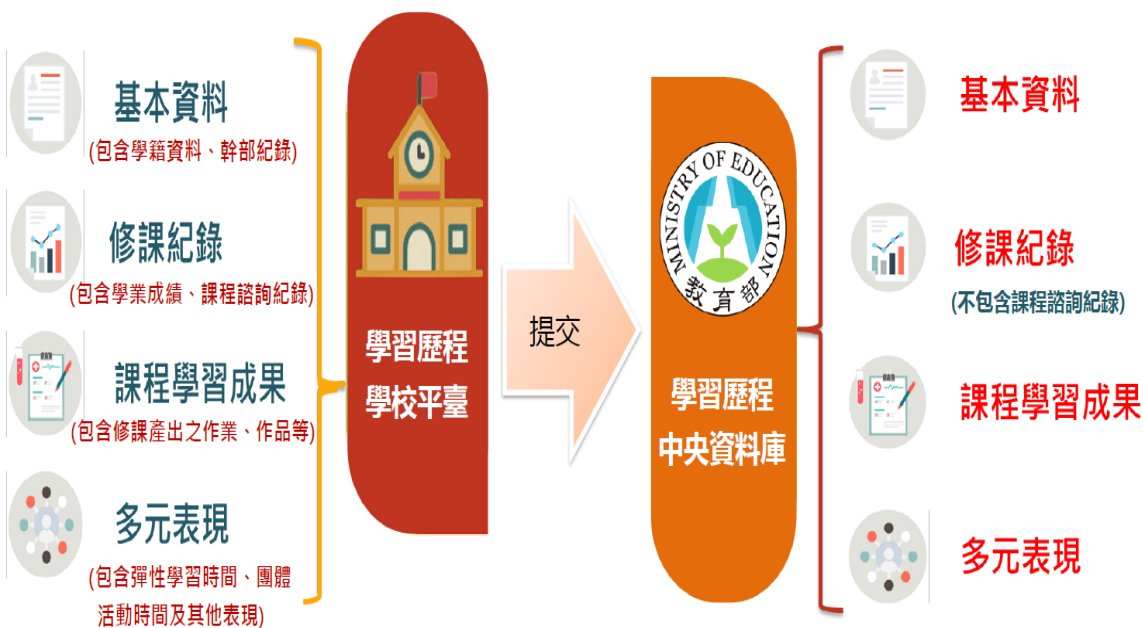 基本資料
(包含學籍資料、幹部紀錄)
修課紀錄
(包含學業成績、課程諮詢紀錄)
課程學習成果
(包含修課產出之作業、作品等)
多元表現
(包含彈性學習時間、團體
活動時間及其他表現)
學習歷程
學校平臺
提交
MINISTRY OF EDUCATION
教育部
學習歷程
中央資料庫
基本資料
修課紀錄
(不包含課程諮詢紀錄)
課程學習成果
多元表現